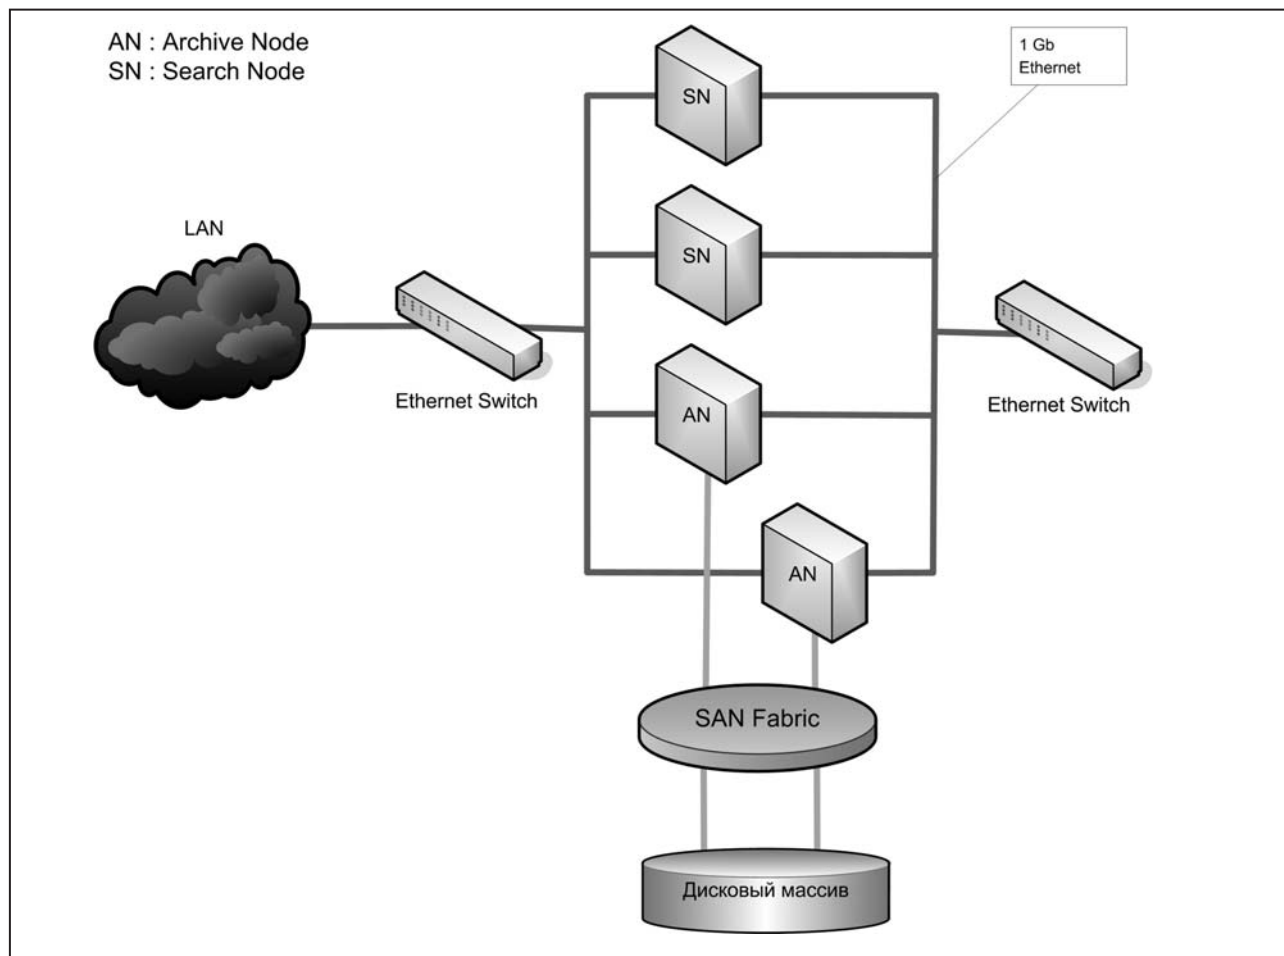 AN : Archive Node
SN : Search Node
1 Gb
Ethernet
SN
SN
LAN
Ethernet Switch
AN
Ethernet Switch
AN
SAN Fabric
Дисковый массив